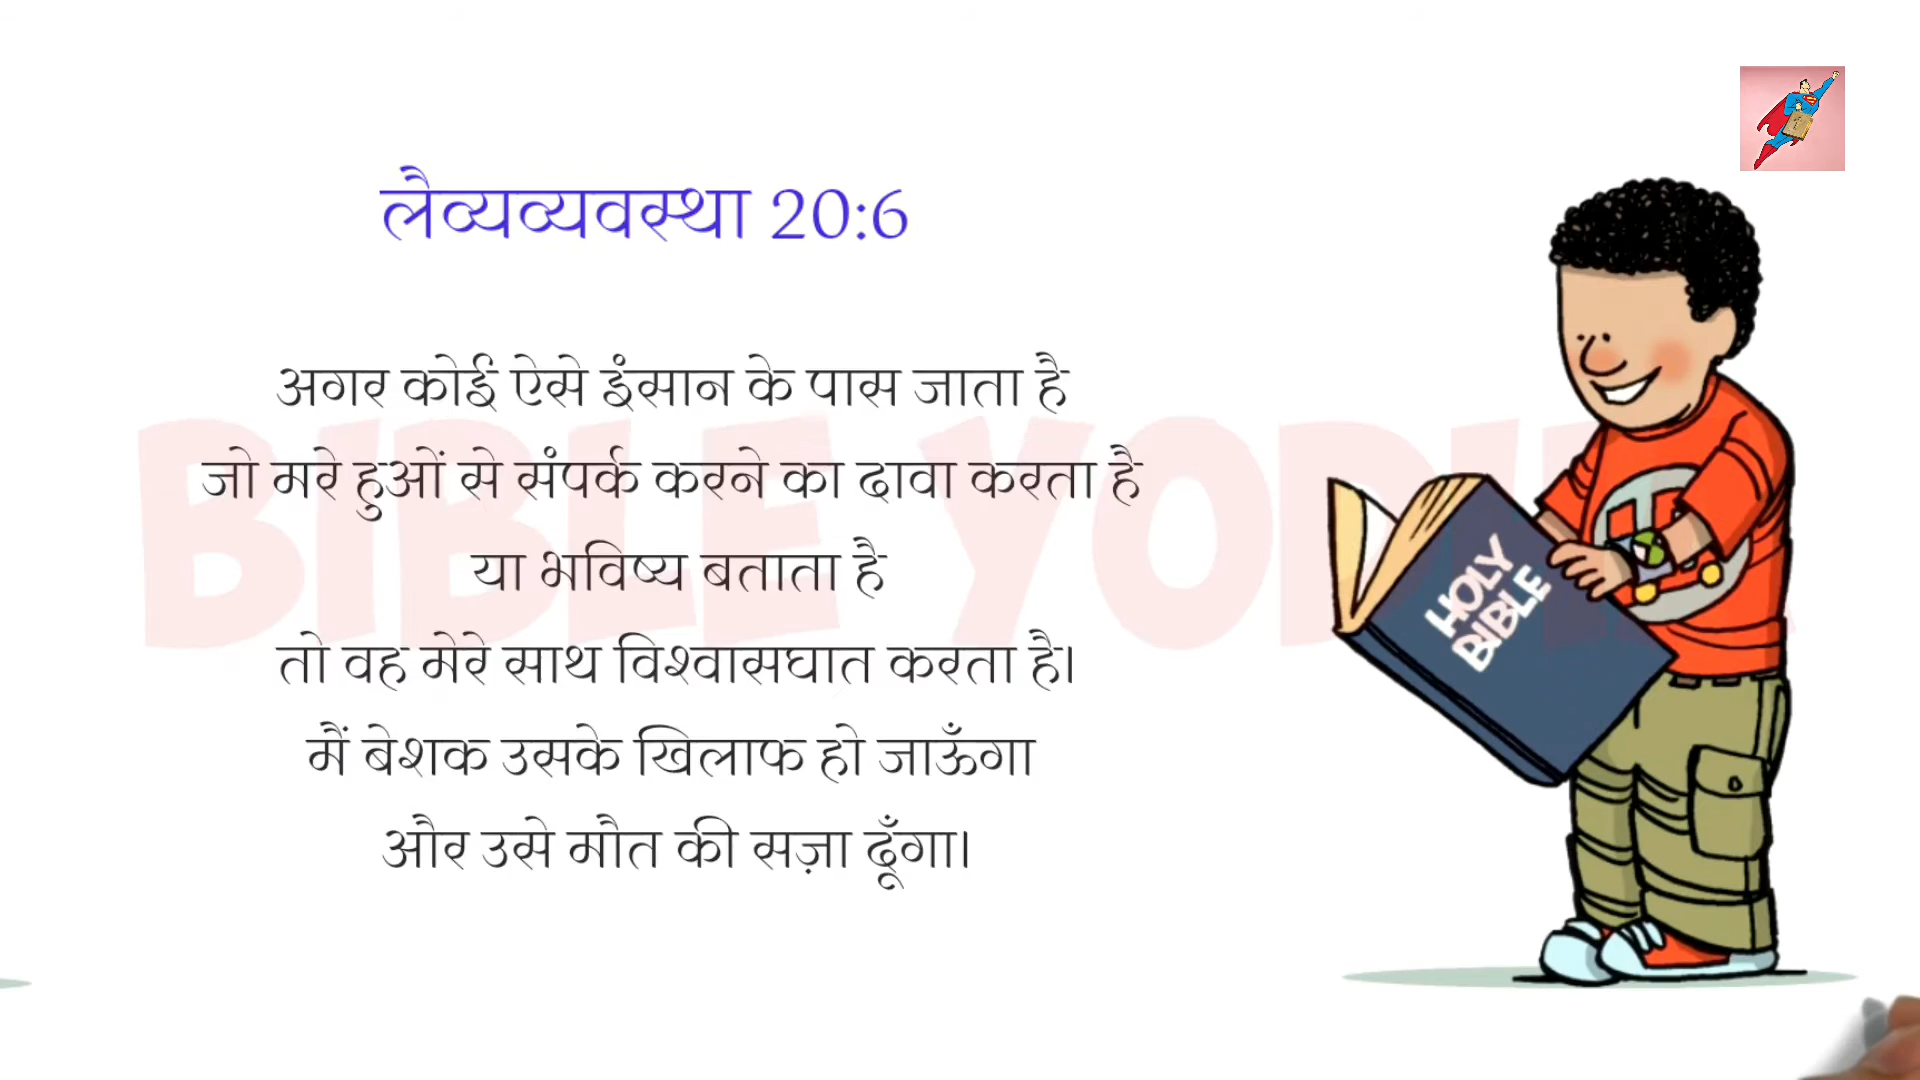 लैव्यव्यवस्था 20:6
अगर कोई ऐसे इंसान के पास जाता है
जो मरे हुओं से संपर्क करने का दावा करता है
या भविष्य बताता है
तो वह मेरे साथ विश्वासघात करता है।
मैं बेशक उसके खिलाफ हो जाऊँगा
और उसे मौत की सज़ा दूँगा।
HOLY
BIBLE
BIBLE